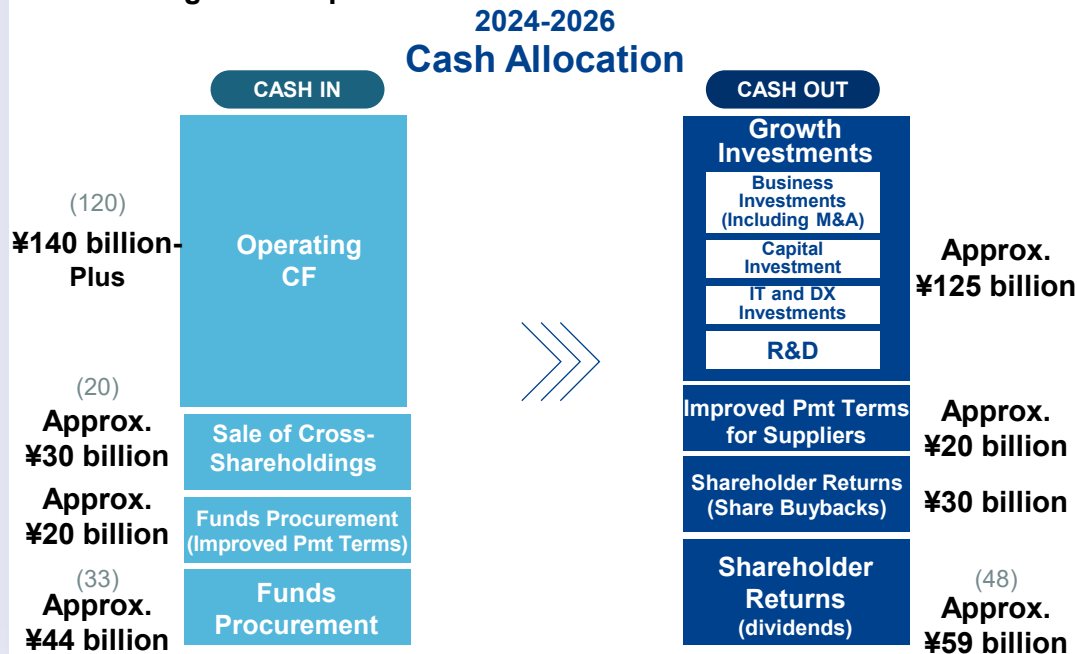 2024-2026
Cash Allocation
CASH IN
(120)
¥140 billion-
Plus
Operating
CF
(20)
Approx.
¥30 billion
Sale of Cross-
Shareholdings
Approx.
¥20 billion
Funds Procurement
(Improved Pmt Terms)
(33)
Approx.
¥44 billion
Funds
Procurement
CASH OUT
Growth
Investments
Business
Investments
(Including M&A)
Capital
Investment
IT and DX
Investments
R&D
Approx.
¥125 billion
Improved Pmt Terms
for Suppliers
Approx.
¥20 billion
Shareholder Returns
(Share Buybacks)
¥30 billion
Shareholder
Returns
(dividends)
(48)
Approx.
¥59 billion